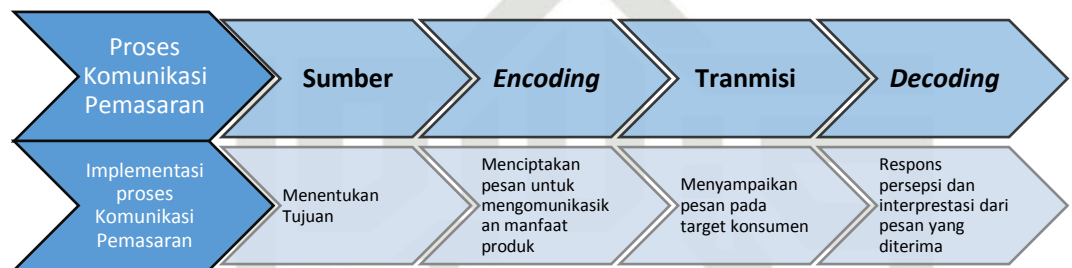 Proses
Komunikasi
Pemasaran
Sumber
Encoding
Tranmisi
Decoding
Implementasi
proses
Komunikasi
Pemasaran
Menentukan
Tujuan
Menciptakan
pesan untuk
mengomunikasik
an manfaat
produk
Menyampaikan
pesan pada
target konsumen
Respons
persepsi dan
interprestasi dari
pesan yang
diterima